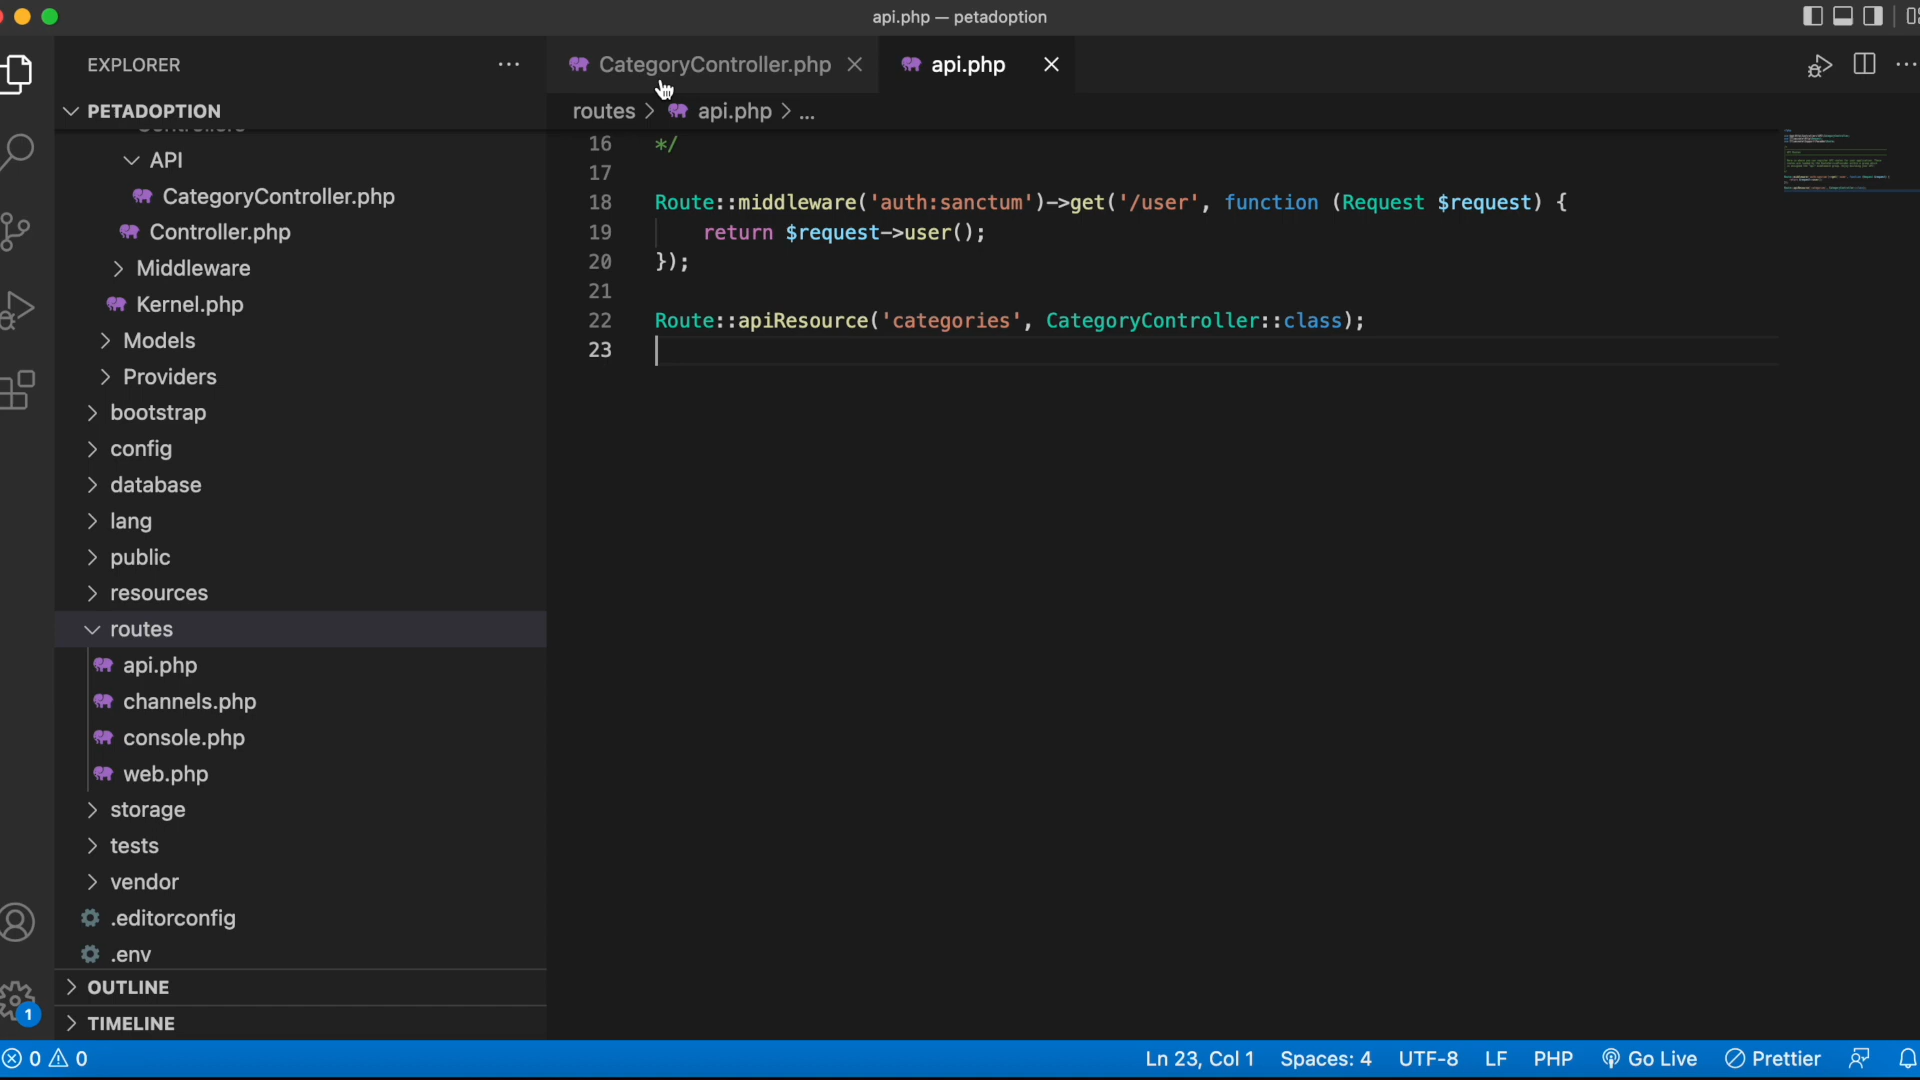 api.php — petadoption
EXPLORER
PETADOPTION
API
CategoryController.php
Controller.php
Middleware
Kernel.php
Models
Providers
bootstrap
config
database
lang
public
resources
routes
api.php
channels.php
console.php
web.php
storage
tests
vendor
.editorconfig
.env
OUTLINE
TIMELINE
1
CategoryController.php
api.php
routes > api.php > ...
16 */
17
18 Route::middleware('auth:sanctum')->get('/user', function (Request $request) {
19 return $request->user();
20 });
21
22 Route::apiResource('categories', CategoryController::class);
23
0 0
Ln 23, Col 1 Spaces: 4 UTF-8 LF PHP Go Live Prettier